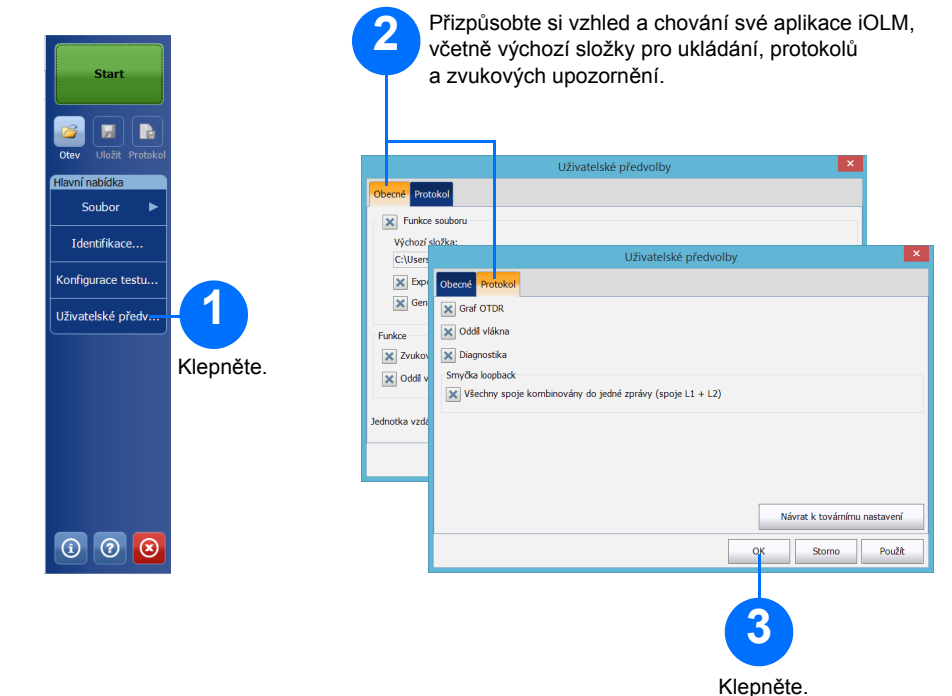 2
Přizpůsobte si vzhled a chování své aplikace iOLM,
včetně výchozí složky pro ukládání, protokolů
a zvukových upozornění.
Start
Otev Uložit Protokol
Hlavní nabídka
Soubor
Identifikace...
Konfigurace testu...
Uživatelské předv...
1
Klepněte.
Uživatelské předvolby
Obecné Protokol
Funkce souboru
Výchozí složka:
C:\Users
Funkce
Oddíl
Jednotka
Uživatelské předvolby
Obecné Protokol
Graf OTDR
Oddíl vlákna
Diagnostika
Smyčka loopback
Všechny spoje kombinovány do jedné zprávy (spoje L1 + L2)
Návrat k továrnímu nastavení
OK Storno Použít
3
Klepněte.